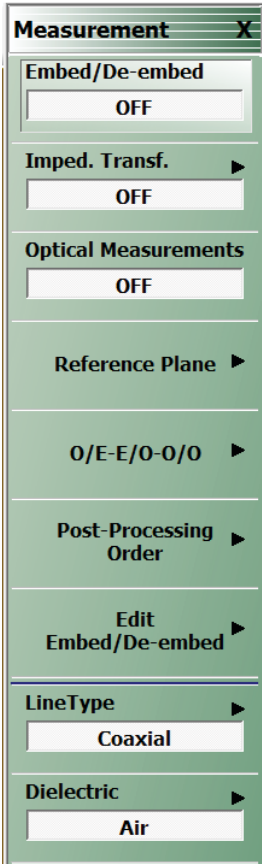 Measurement X
Embed/De-embed
OFF
Imped. Transf.
OFF
Optical Measurements
OFF
Reference Plane
O/E-E/O-O/O
Post-Processing
Order
Edit
Embed/De-embed
LineType
Coaxial
Dielectric
Air